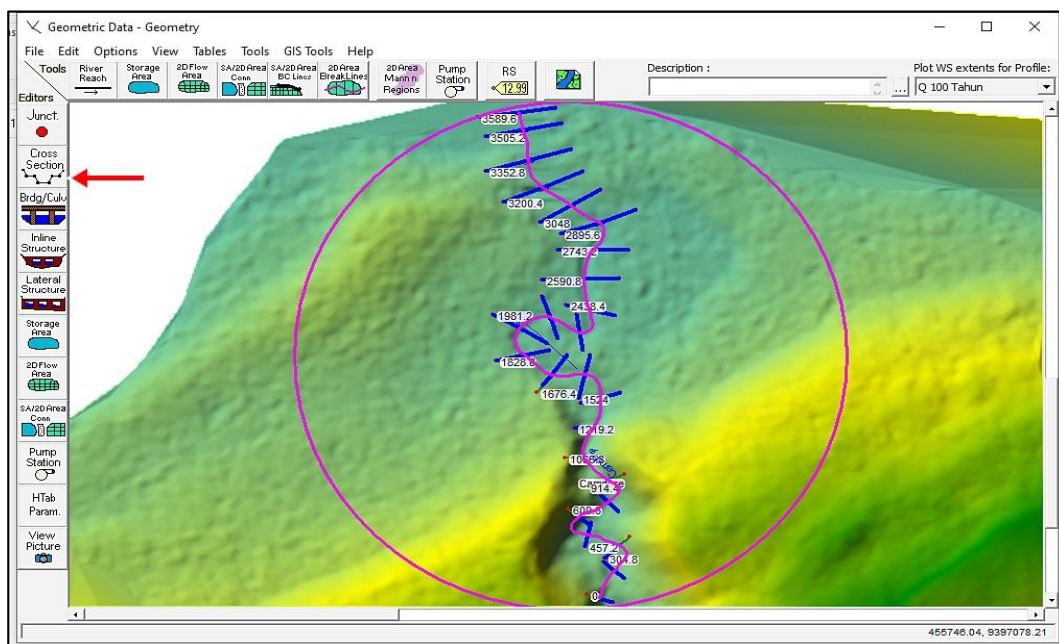 Geometric Data - Geometry
File Edit Options View Tables Tools GIS Tools Help
Tools
Editors
River
Reach
Storage
Area
2D Flow
Area
SA/2D Area
Conn
SA/2D Area
BC Lines
2D Area
BreakLines
2D Area
Mann n
Regions
Pump
Station
RS
12.99
Description :
...
Plot WS extents for Profile:
Q 100 Tahun
Junct.
Cross
Section
Brdg/Culv
Inline
Structure
Lateral
Structure
Storage
Area
2D Flow
Area
SA/2D Area
Conn
Pump
Station
HTab
Param.
View
Picture
3589.6
3505.2
3352.8
3200.4
3048
2895.6
2743.2
2590.8
2438.4
1981.2
1828.8
1676.4
1524
1219.2
914.4
457.2
304.8
0
455746.04, 9397078.21